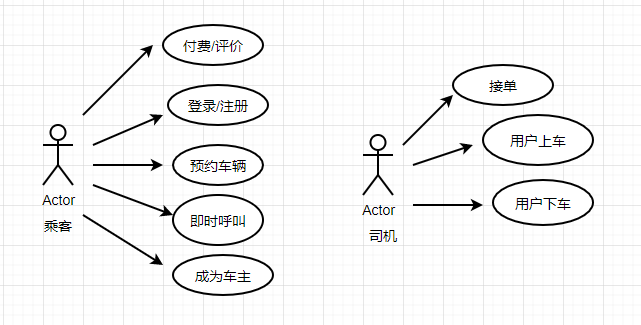 付费/评价
登录/注册
预约车辆
即时呼叫
成为车主
Actor
乘客
接单
用户上车
用户下车
Actor
司机